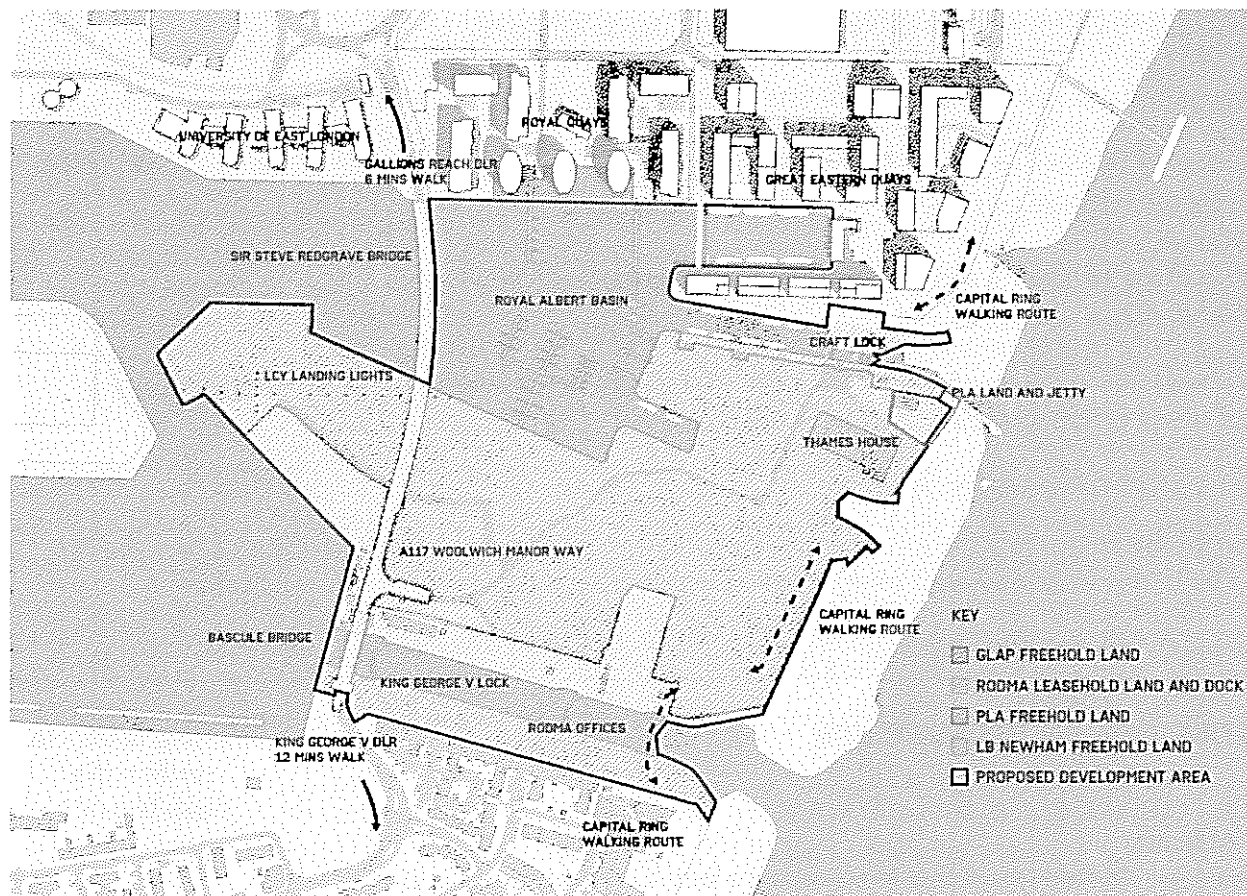 UNIVERSITY OF EAST LONDON
ROYAL QUAYS
GALLIONS REACH DLR
6 MINS WALK
GREAT EASTERN QUAYS
SIR STEVE REDGRAVE BRIDGE
ROYAL ALBERT BASIN
CAPITAL RING
WALKING ROUTE
CRAFT LOCK
LCY LANDING LIGHTS
PLA LAND AND JETTY
THAMES HOUSE
A117 WOOLWICH MANOR WAY
CAPITAL RING
WALKING ROUTE
BASCULE BRIDGE
KING GEORGE V LOCK
RODMA OFFICES
KING GEORGE V DLR
12 MINS WALK
CAPITAL RING
WALKING ROUTE
KEY
GLAP FREEHOLD LAND
RODMA LEASEHOLD LAND AND DOCK
PLA FREEHOLD LAND
LB NEWHAM FREEHOLD LAND
PROPOSED DEVELOPMENT AREA